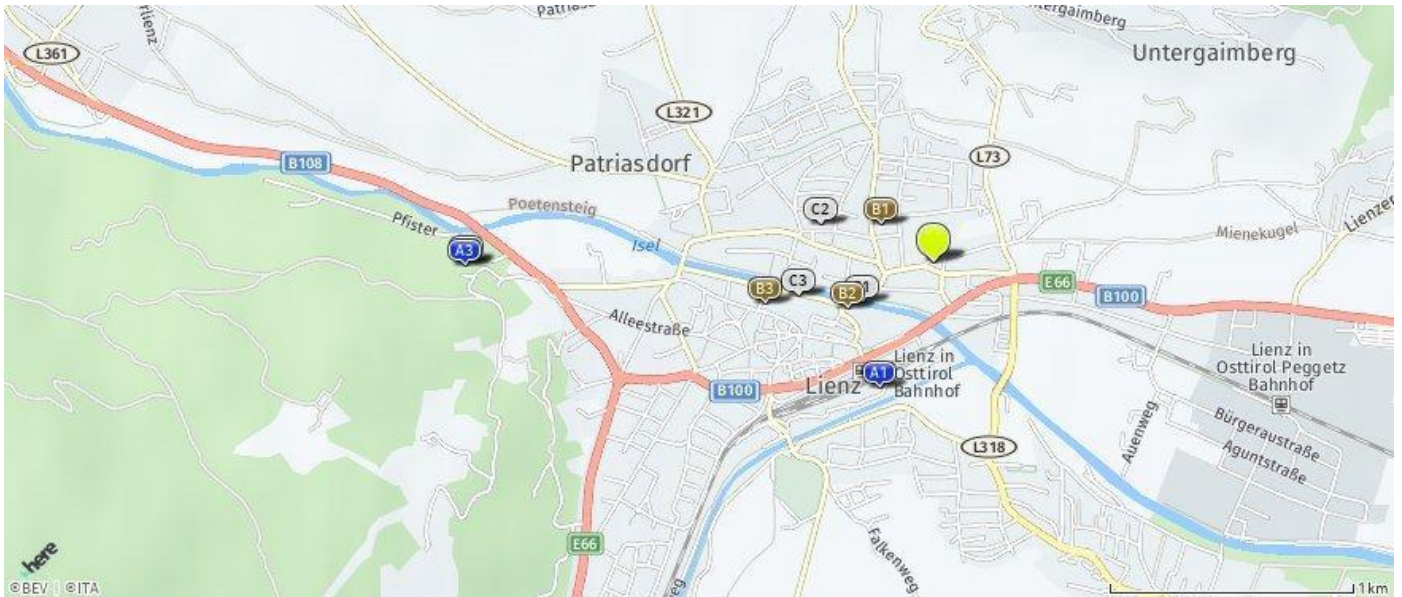 Untergaimberg
L361
L321
Patriasdorf
L73
B108
Poetensteig
Pfister
Isel
C2
B1
Lienzer
Mienekugel
A3
B3
C3
B2
1
E66
B100
Alleestraße
Lienz in
Osttirol
Bahnhof
A1
Lienz
B100
Lienz in
Osttirol Peggetz
Bahnhof
Auenweg
Bürgeraustraße
Aguntstraße
L318
E66
Falkenweg
here
©BEV | ©ITA
1km